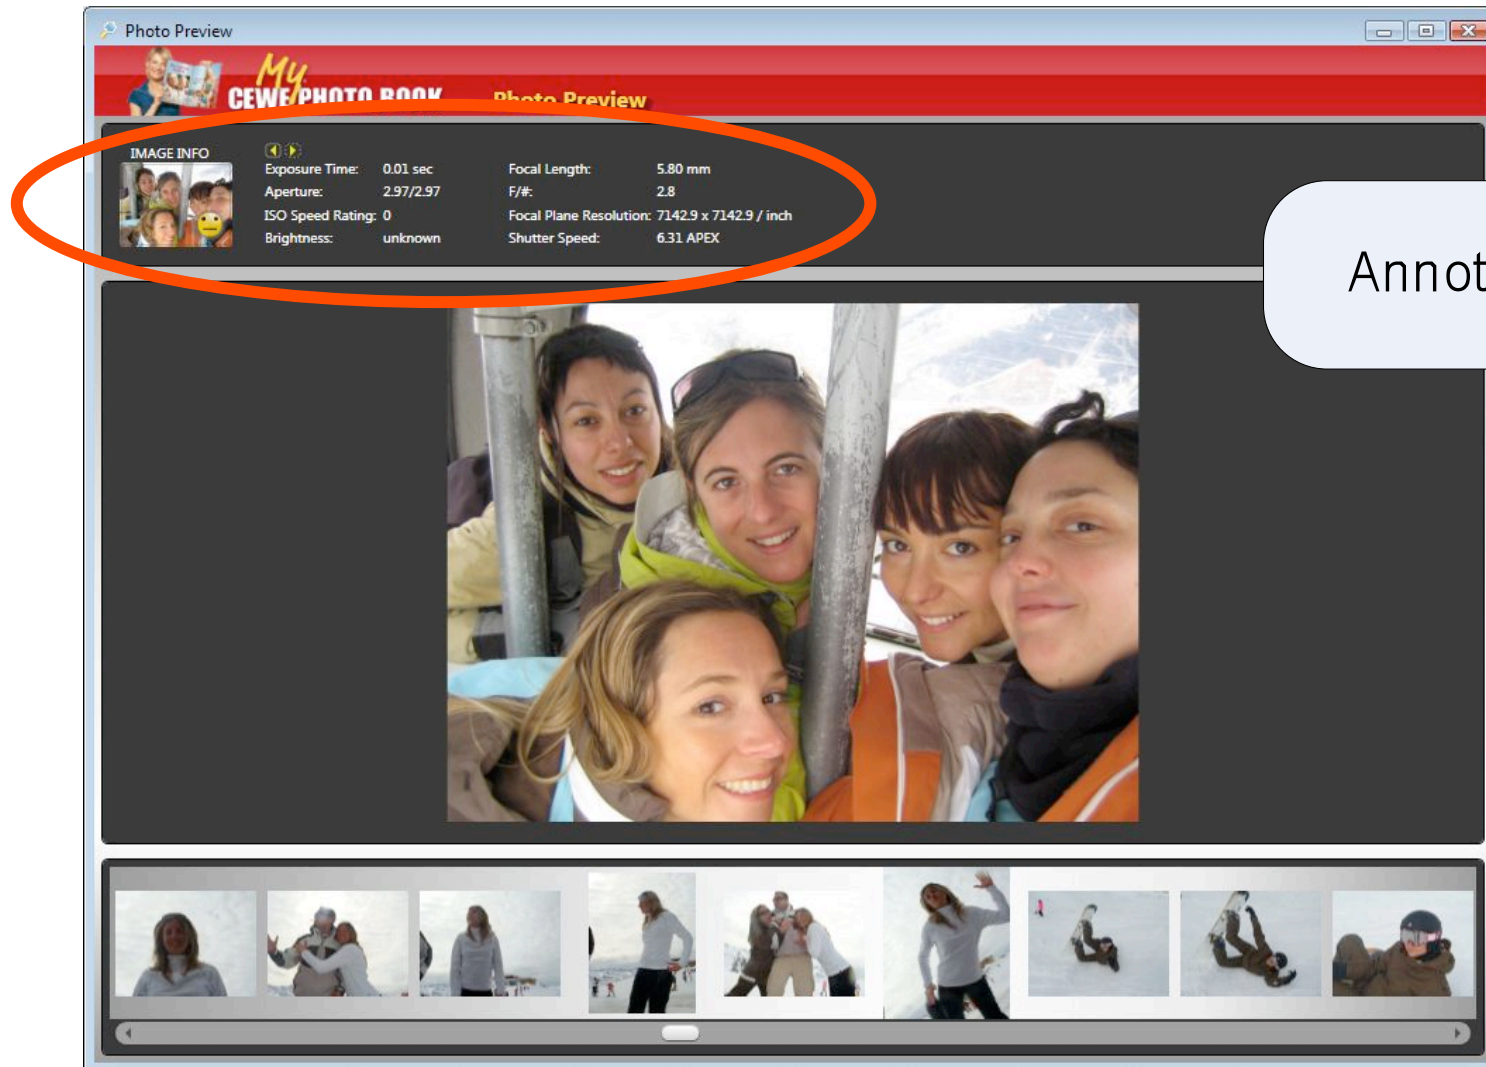 Photo Preview
My
CEWE PHOTO BOOK
Photo Preview
IMAGE INFO
Exposure Time: 0.01 sec Focal Length: 5.80 mm
Aperture: 2.97/2.97 F/#: 2.8
ISO Speed Rating: 0 Focal Plane Resolution: 7142.9 x 7142.9 / inch
Brightness: unknown Shutter Speed: 6.31 APEX
Annot